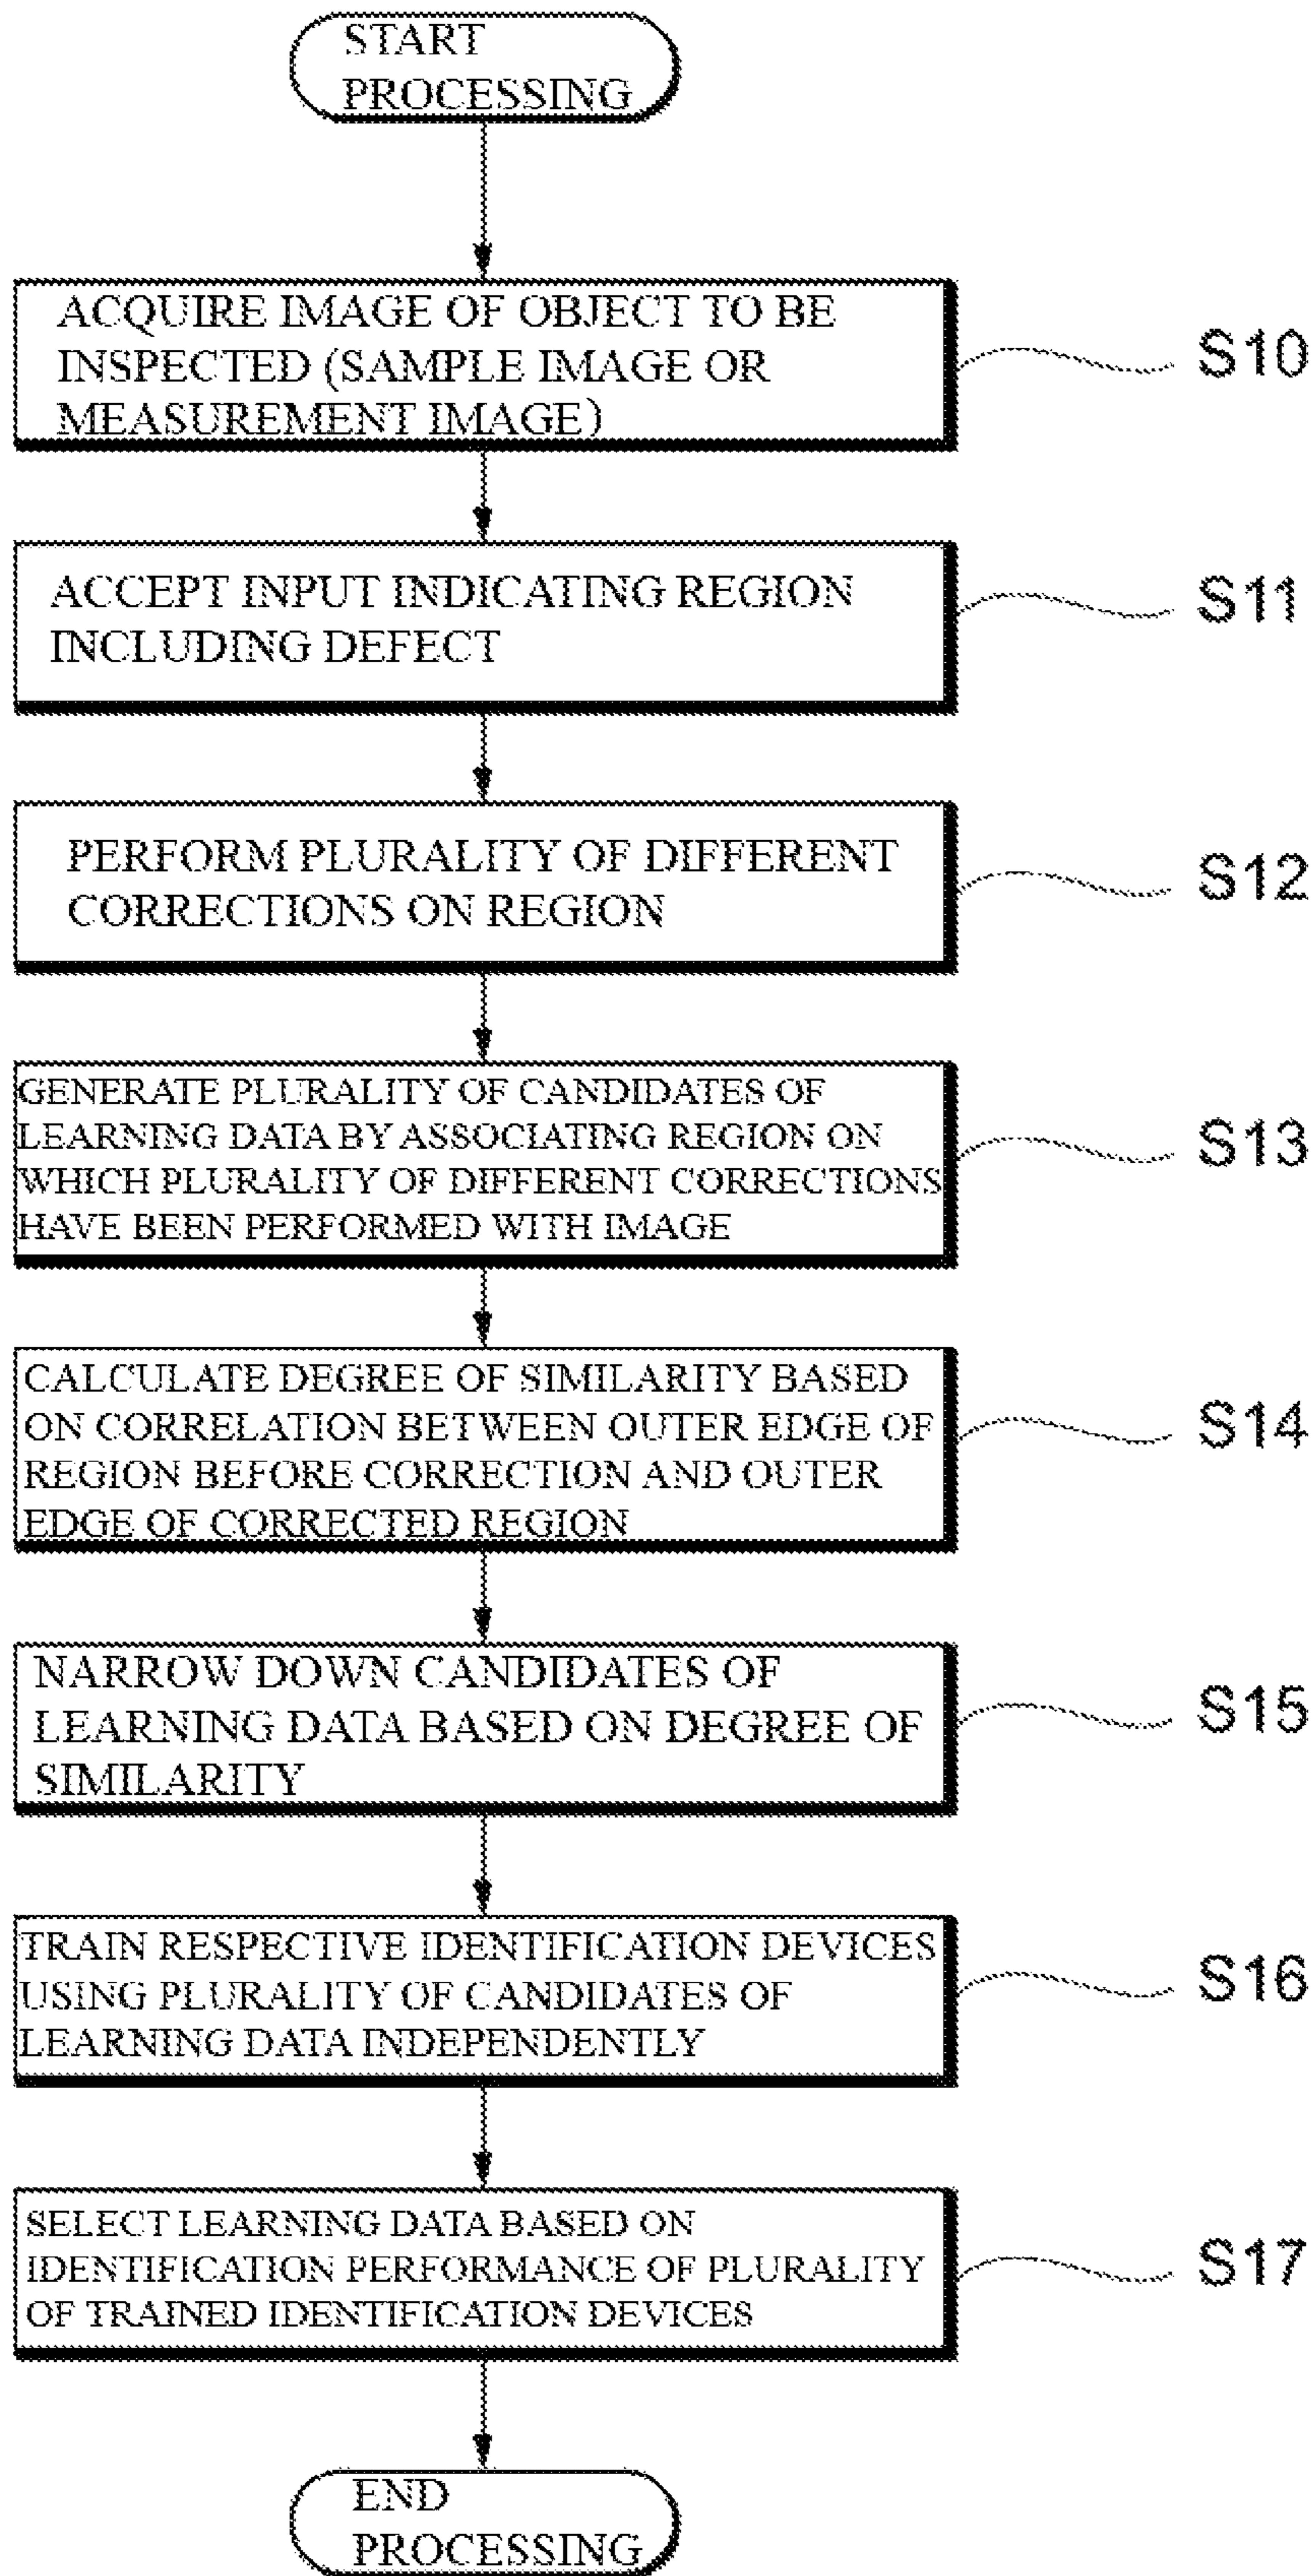 START
PROCESSING
ACQUIRE IMAGE OF OBJECT TO BE
INSPECTED (SAMPLE IMAGE OR
MEASUREMENT IMAGE)
S10
ACCEPT INPUT INDICATING REGION
INCLUDING DEFECT
S11
PERFORM PLURALITY OF DIFFERENT
CORRECTIONS ON REGION
S12
GENERATE PLURALITY OF CANDIDATES OF
LEARNING DATA BY ASSOCIATING REGION ON
WHICH PLURALITY OF DIFFERENT CORRECTIONS
HAVE BEEN PERFORMED WITH IMAGE
S13
CALCULATE DEGREE OF SIMILARITY BASED
ON CORRELATION BETWEEN OUTER EDGE OF
REGION BEFORE CORRECTION AND OUTER
EDGE OF CORRECTED REGION
S14
NARROW DOWN CANDIDATES OF
LEARNING DATA BASED ON DEGREE OF
SIMILARITY
S15
TRAIN RESPECTIVE IDENTIFICATION DEVICES
USING PLURALITY OF CANDIDATES OF
LEARNING DATA INDEPENDENTLY
S16
SELECT LEARNING DATA BASED ON
IDENTIFICATION PERFORMANCE OF PLURALITY
OF TRAINED IDENTIFICATION DEVICES
S17
END
PROCESSING